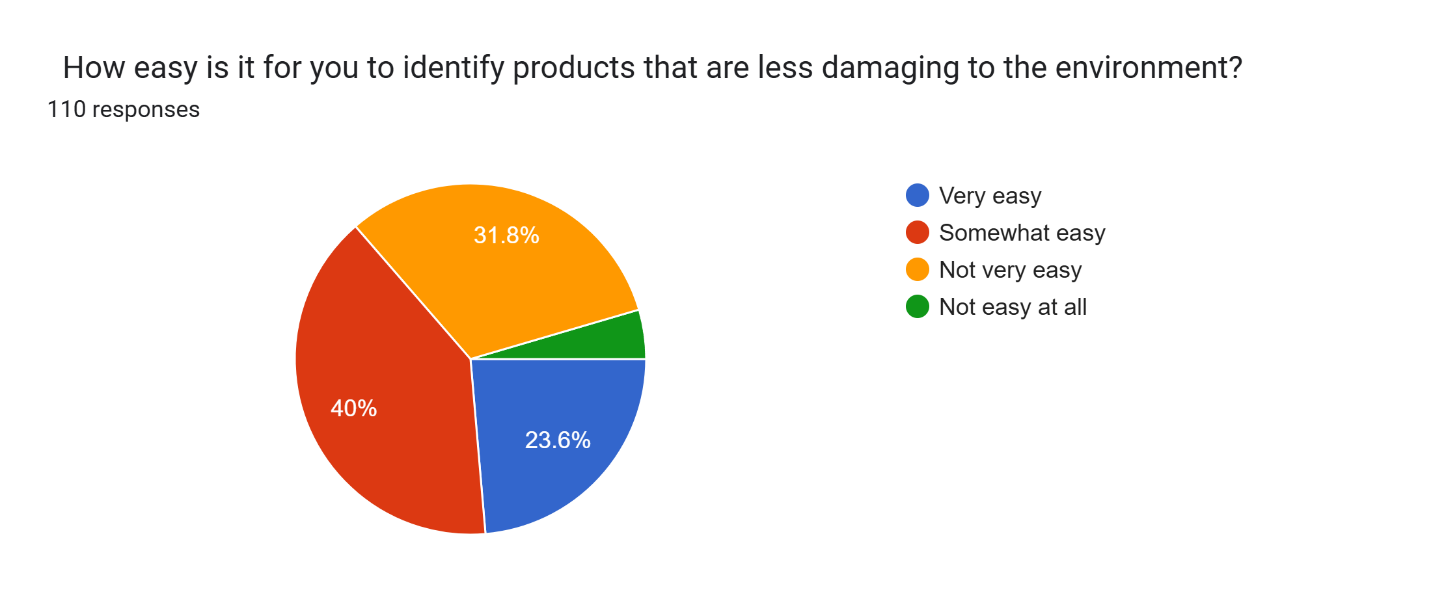 How easy is it for you to identify products that are less damaging to the environment?
110 responses
31.8%
40%
23.6%
Very easy
Somewhat easy
Not very easy
Not easy at all